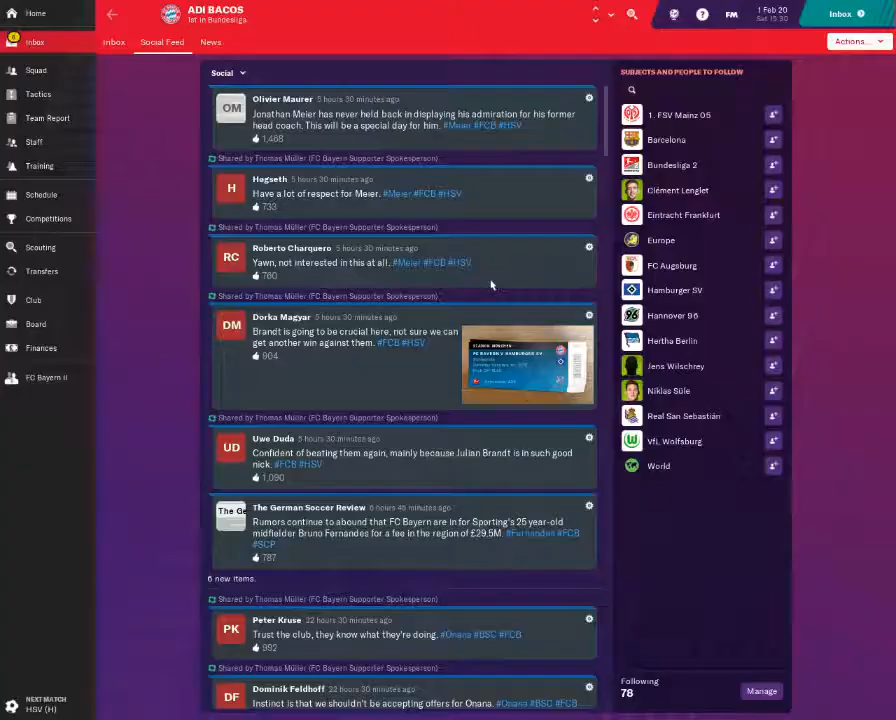 Home
ADI BACOS
1st in Bundesliga
FM
1 Feb 20
Sat 15:30
Inbox
Inbox
Inbox
Social Feed
News
Actions...
Squad
Tactics
Team Report
Staff
Training
Schedule
Competitions
Scouting
Transfers
Club
Board
Finances
FC Bayern II
NEXT MATCH
HSV (H)
Social
OM
Olivier Maurer 5 hours 30 minutes ago
Jonathan Meier has never held back in displaying his admiration for his former
head coach. This will be a special day for him. #Meier #FCB #HSV
1,468
Shared by Thomas Müller (FC Bayern Supporter Spokesperson)
H
Høgseth 5 hours 30 minutes ago
Have a lot of respect for Meier. #Meier #FCB #HSV
733
Shared by Thomas Müller (FC Bayern Supporter Spokesperson)
RC
Roberto Charquero 5 hours 30 minutes ago
Yawn, not interested in this at all. #Meier #FCB #HSV
760
Shared by Thomas Müller (FC Bayern Supporter Spokesperson)
DM
Dorka Magyar 5 hours 30 minutes ago
Brandt is going to be crucial here, not sure we can
get another win against them. #FCB #HSV
904
STADION MÜNCHEN
FC BAYERN V HAMBURGER SV
Shared by Thomas Müller (FC Bayern Supporter Spokesperson)
UD
Uwe Duda 5 hours 30 minutes ago
Confident of beating them again, mainly because Julian Brandt is in such good
nick. #FCB #HSV
1,090
The Ge
The German Soccer Review 6 hours 45 minutes ago
Rumors continue to abound that FC Bayern are in for Sporting's 25 year-old
midfielder Bruno Fernandes for a fee in the region of £29.5M. #Fernandes #FCB
#SCP
787
6 new items.
Shared by Thomas Müller (FC Bayern Supporter Spokesperson)
PK
Peter Kruse 22 hours 30 minutes ago
Trust the club, they know what they're doing. #Onana #BSC #FCB
992
Shared by Thomas Müller (FC Bayern Supporter Spokesperson)
DF
Dominik Feldhoff 22 hours 30 minutes ago
Instinct is that we shouldn't be accepting offers for Onana. #Onana #BSC #FCB
SUBJECTS AND PEOPLE TO FOLLOW
1. FSV Mainz 05
Barcelona
Bundesliga 2
Clément Lenglet
Eintracht Frankfurt
Europe
FC Augsburg
Hamburger SV
Hannover 96
Hertha Berlin
Jens Wilschrey
Niklas Süle
Real San Sebastián
VfL Wolfsburg
World
Following
78
Manage